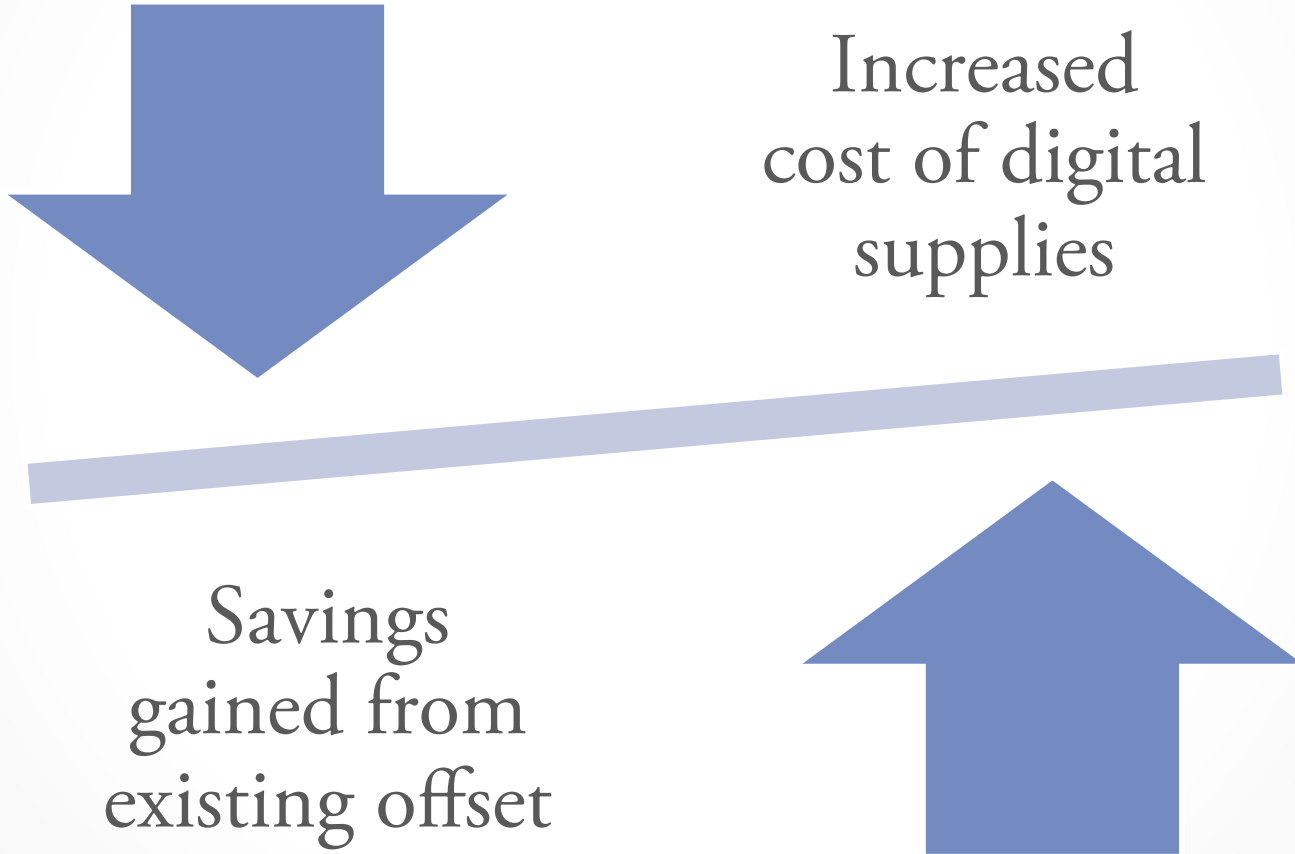 Increased
cost of digital
supplies
Savings
gained from
existing offset